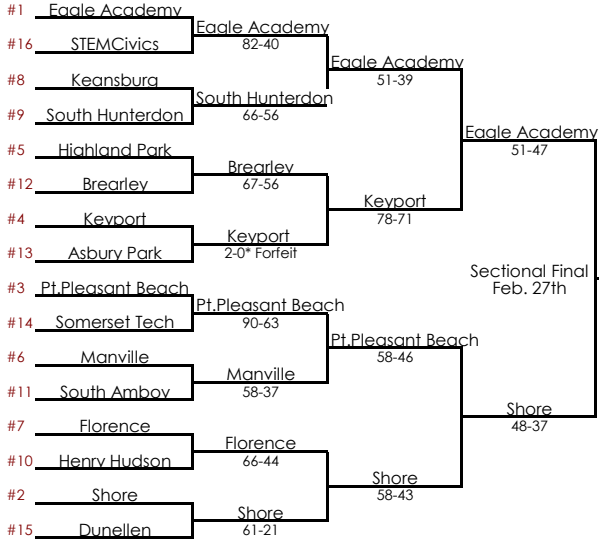 #1 Eagle Academy
#16 STEMCivics
#8 Keansburg
#9 South Hunterdon
#5 Highland Park
#12 Brearley
#4 Keyport
#13 Asbury Park
#3 Pt.Pleasant Beach
#14 Somerset Tech
#6 Manville
#11 South Amboy
#7 Florence
#10 Henry Hudson
#2 Shore
#15 Dunellen
Eagle Academy
82-40
South Hunterdon
66-56
Brearley
67-56
Keyport
2-0* Forfeit
Pt.Pleasant Beach
90-63
Manville
58-37
Florence
66-44
Shore
61-21
Eagle Academy
51-39
Keyport
78-71
Pt.Pleasant Beach
58-46
Shore
58-43
Eagle Academy
51-47
Shore
48-37
Sectional Final
Feb. 27th